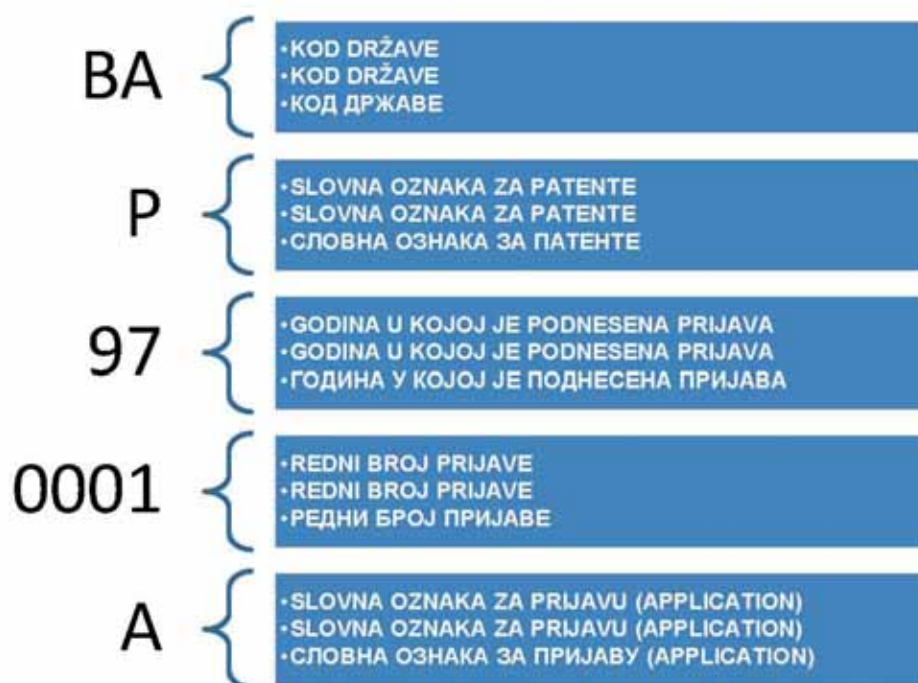 BA
•KOD DRŽAVE
•KOD DRŽAVE
•КОД ДРЖАВЕ
P
•SLOVNA OZNAKA ZA PATENTE
•SLOVNA OZNAKA ZA PATENTE
•СЛОВНА ОЗНАКА ЗА ПАТЕНТЕ
97
•GODINA U KOJOJ JE PODNESENA PRIJAVA
•GODINA U KOJOJ JE PODNESENA PRIJAVA
•ГОДИНА У КОЈОЈ ЈЕ ПОДНЕСЕНА ПРИЈАВА
0001
•REDNI BROJ PRIJAVE
•REDNI BROJ PRIJAVE
•РЕДНИ БРОЈ ПРИЈАВЕ
A
•SLOVNA OZNAKA ZA PRIJAVU (APPLICATION)
•SLOVNA OZNAKA ZA PRIJAVU (APPLICATION)
•СЛОВНА ОЗНАКА ЗА ПРИЈАВУ (APPLICATION)